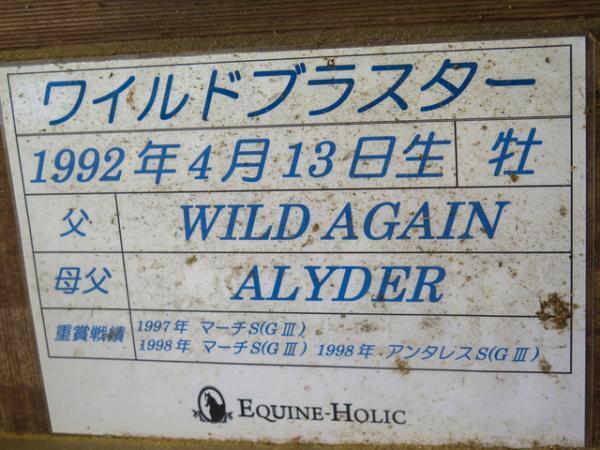 ワイルドブラスター
1992年4月13日生 牡
父 WILD AGAIN
母父 ALYDER
重賞戦績 1997年 マーチS(GⅢ)
1998年 マーチS(GⅢ) 1998年 アンタレスS(GⅢ)
EQUINE-HOLIC